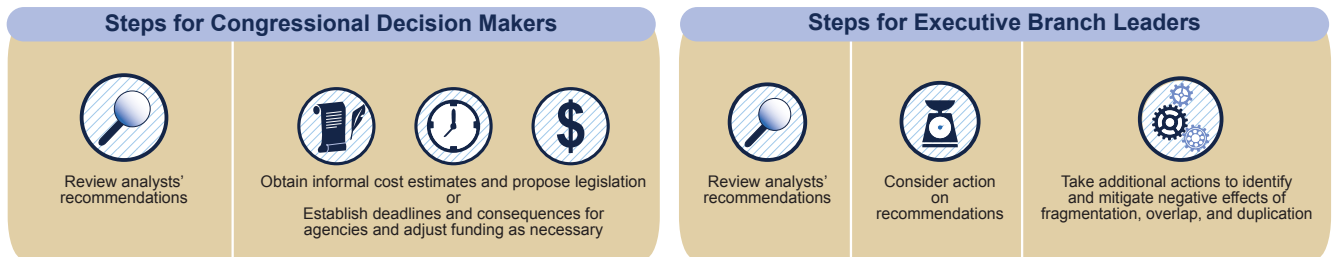 Steps for Congressional Decision Makers
Review analysts'
recommendations
Obtain informal cost estimates and propose legislation
or
Establish deadlines and consequences for
agencies and adjust funding as necessary
Steps for Executive Branch Leaders
Review analysts'
recommendations
Consider action
on
recommendations
Take additional actions to identify
and mitigate negative effects of
fragmentation, overlap, and duplication